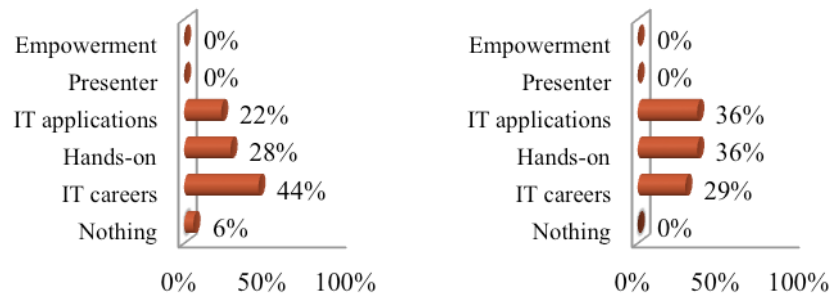 Empowerment 0%
Presenter 0%
IT applications 22%
Hands-on 28%
IT careers 44%
Nothing 6%
0% 50% 100%
Empowerment 0%
Presenter 0%
IT applications 36%
Hands-on 36%
IT careers 29%
Nothing 0%
0% 50% 100%